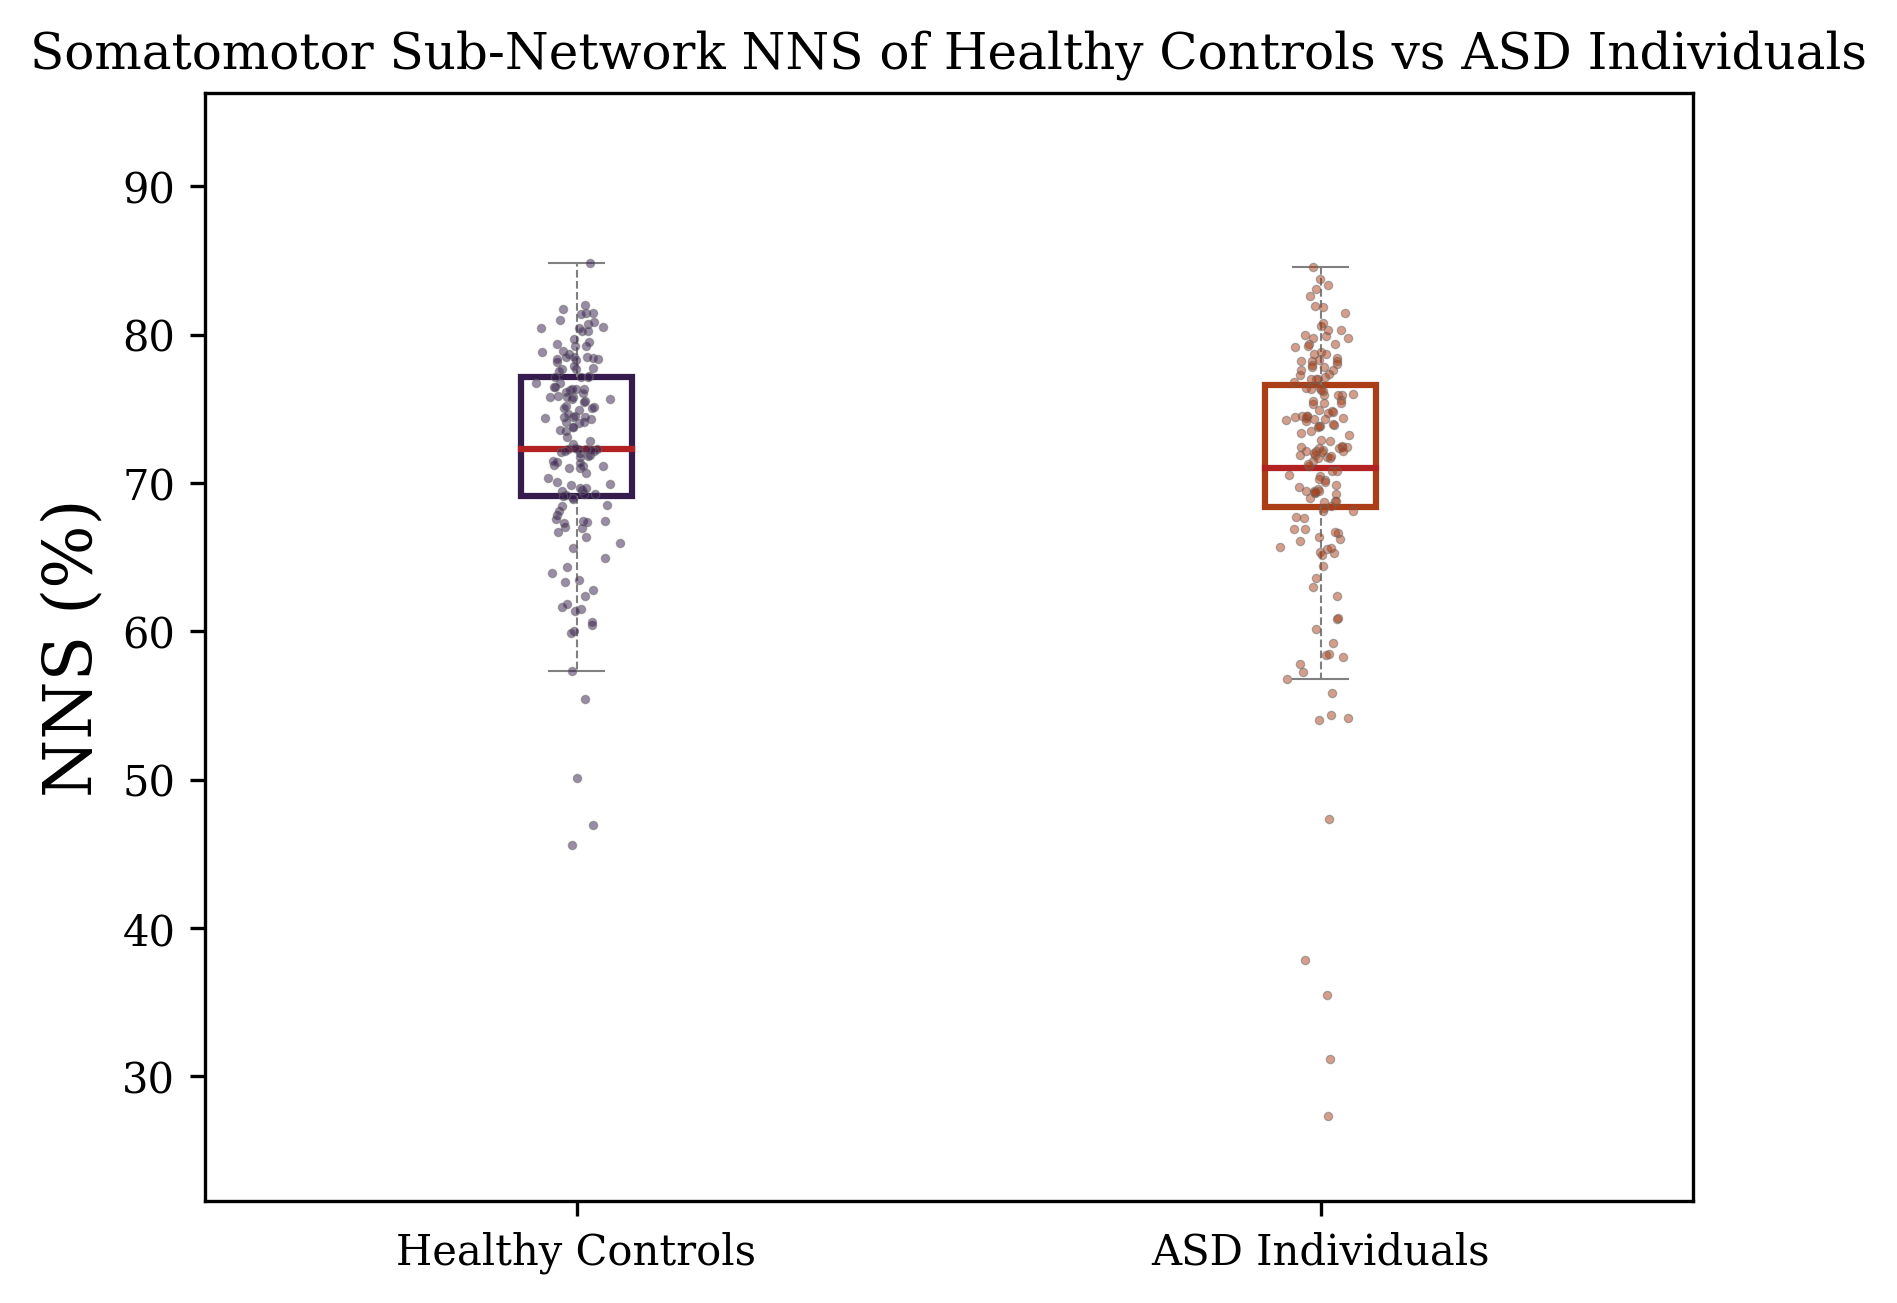 Somatomotor Sub-Network NNS of Healthy Controls vs ASD Individuals
NNS (%)
90
80
70
60
50
40
30
Healthy Controls
ASD Individuals